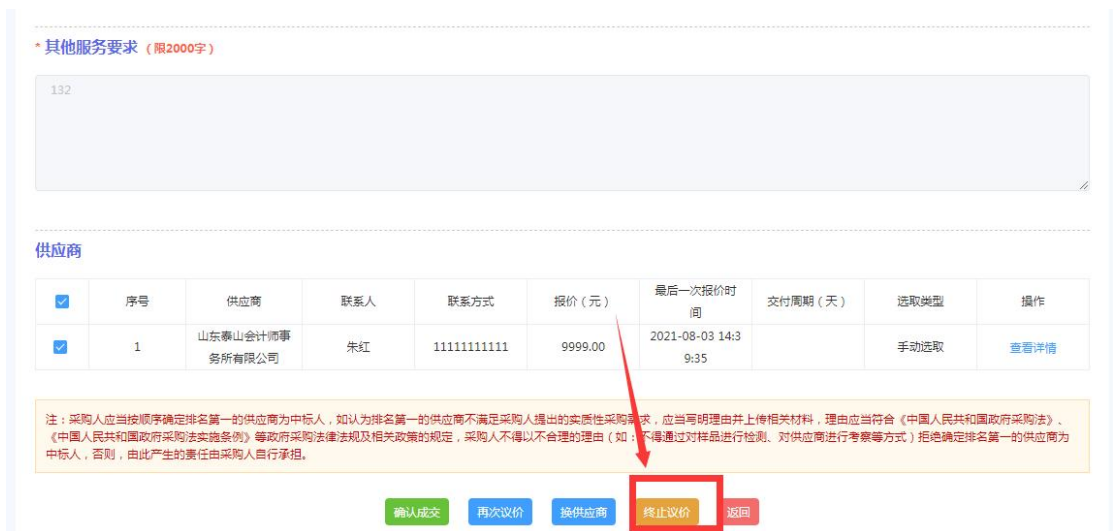 * 其他服务要求 (限2000字)
132
供应商
序号 供应商 联系人 联系方式 报价(元) 最后一次报价时间 交付周期(天) 选取类型 操作
1 山东泰山会计师事务所有限公司 朱红 11111111111 9999.00 2021-08-03 14:39:35 手动选取 查看详情
注:采购人应当按顺序确定排名第一的供应商为中标人,如认为排名第一的供应商不满足采购人提出的实质性采购要求,应当写明理由并上传相关材料,理由应当符合《中国人民共和国政府采购法》、
《中国人民共和国政府采购法实施条例》等政府采购法律法规及相关政策的规定,采购人不得以不合理的理由(如:不得通过对样品进行检测、对供应商进行考察等方式)拒绝确定排名第一的供应商为
中标人,否则,由此产生的责任由采购人自行承担。
确认成交 再次议价 换供应商 终止议价 返回